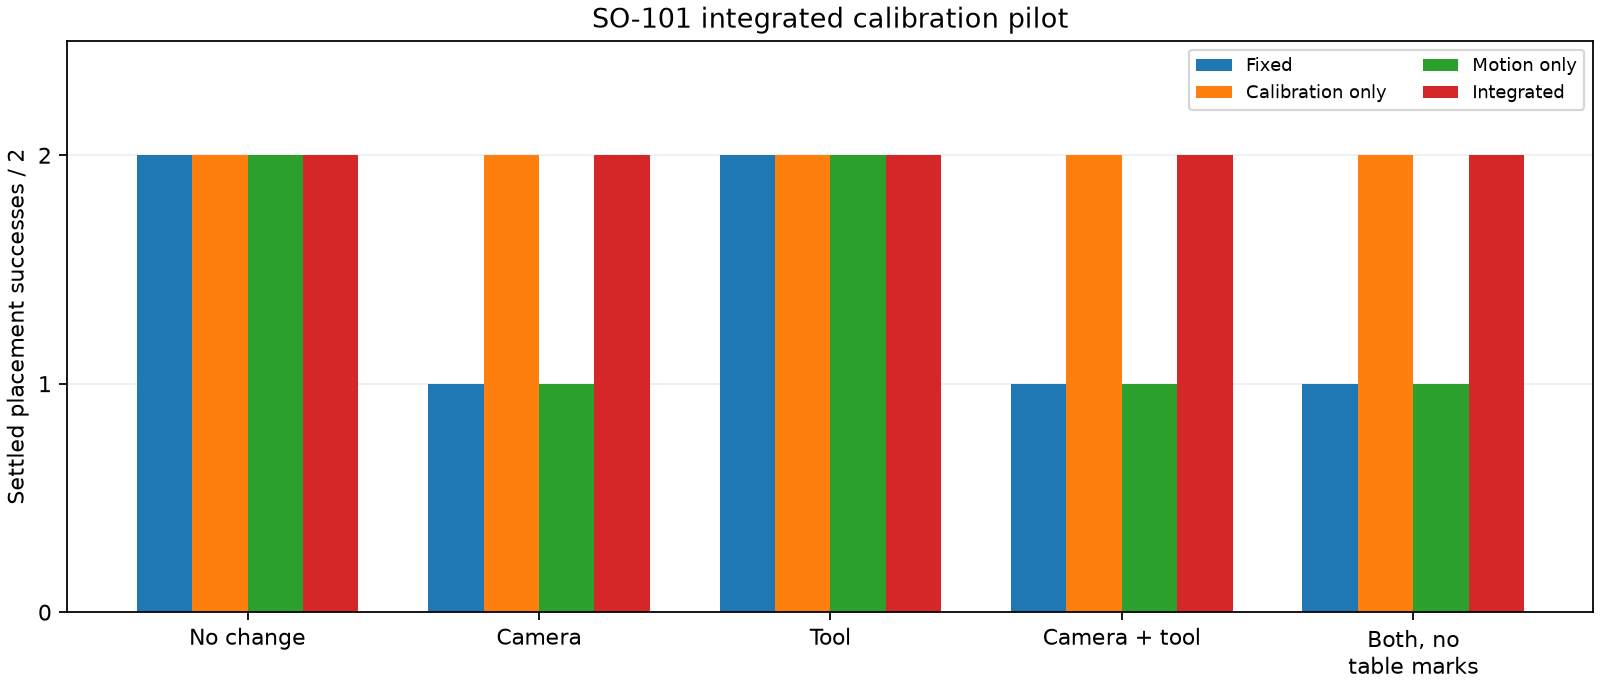 SO-101 integrated calibration pilot
Fixed
Calibration only
Motion only
Integrated
Settled placement successes / 2
2
1
0
No change
Camera
Tool
Camera + tool
Both, no
table marks